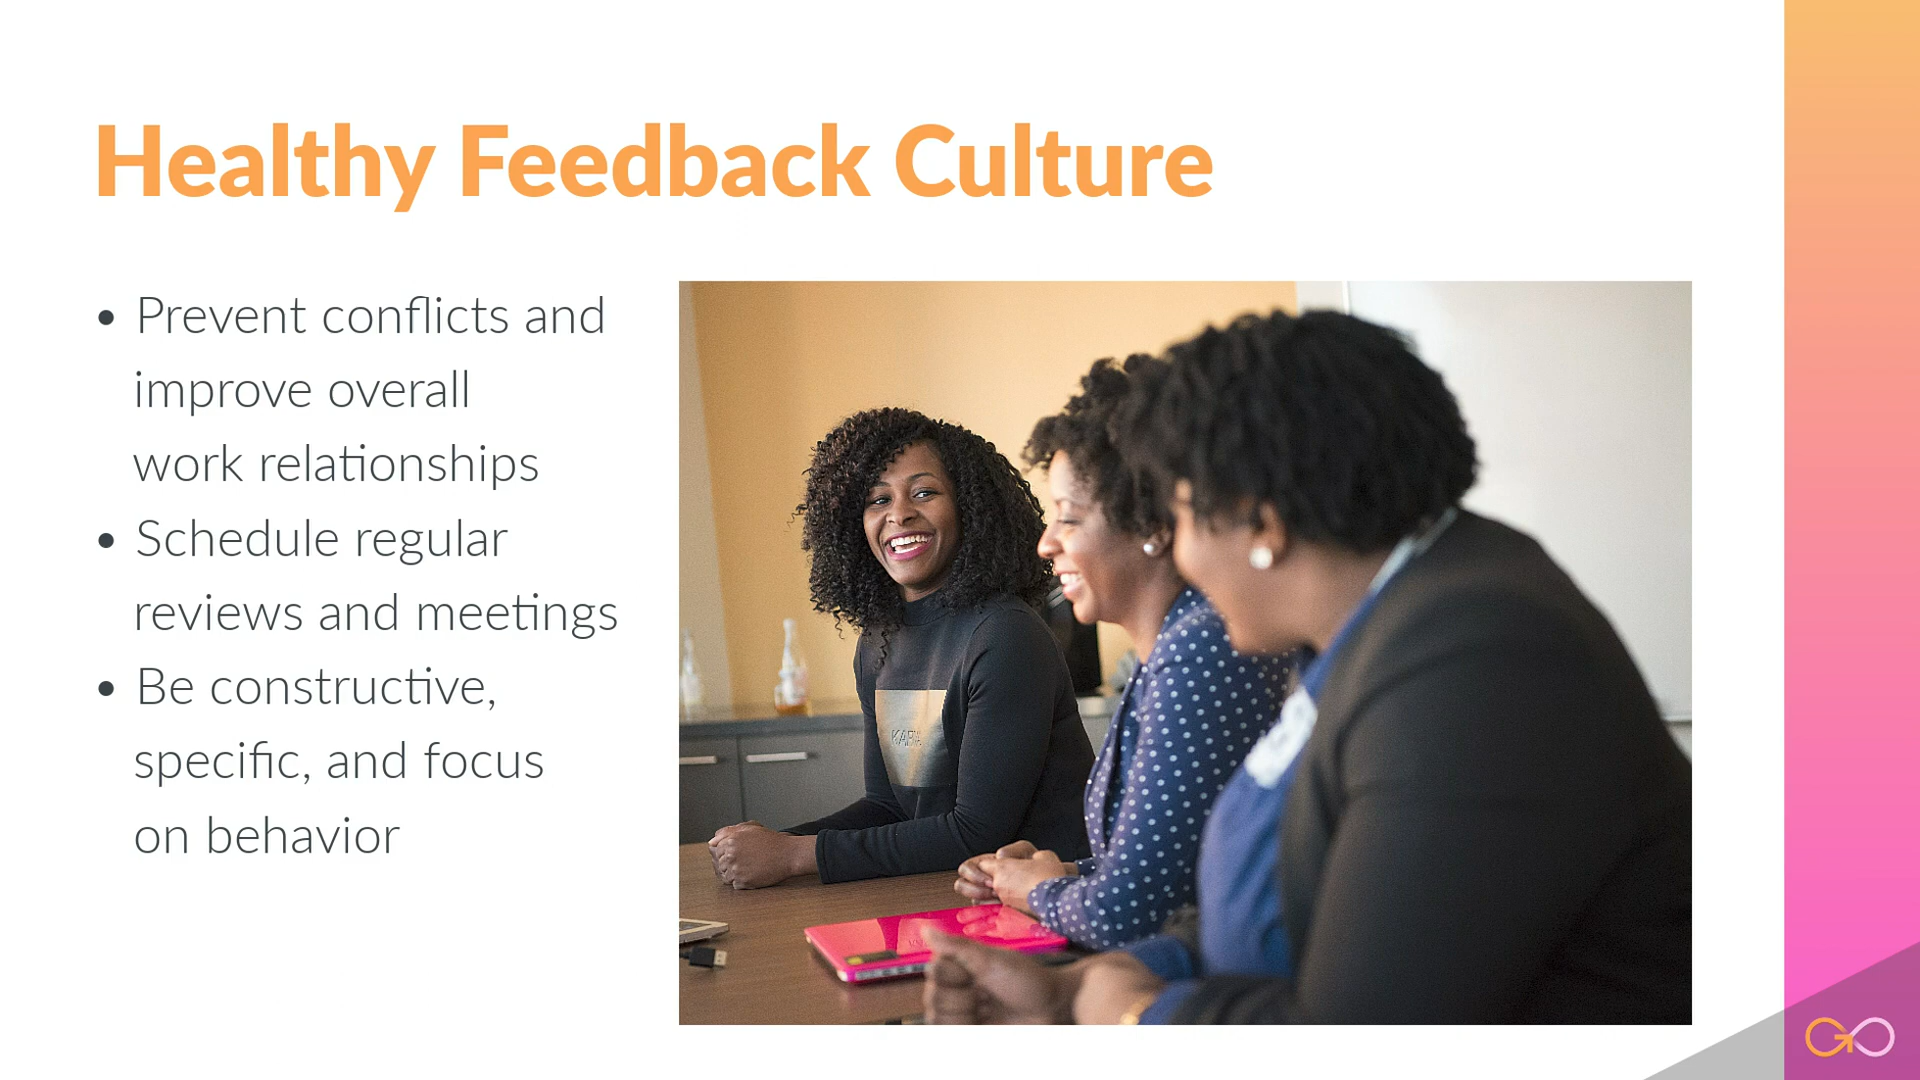 Healthy Feedback Culture
• Prevent conflicts and
improve overall
work relationships
• Schedule regular
reviews and meetings
• Be constructive,
specific, and focus
on behavior